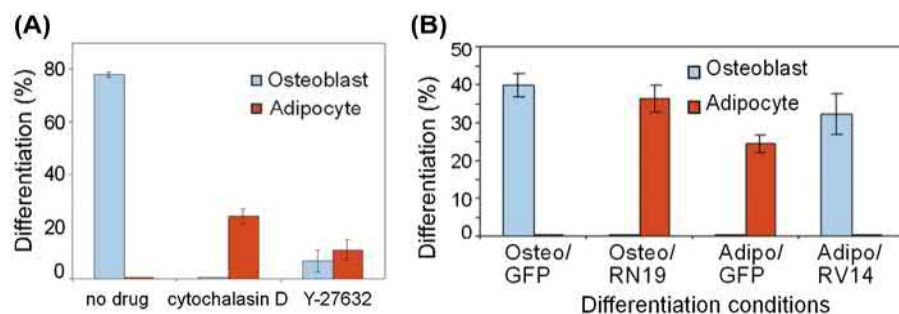 (A)
Differentiation (%)
80
60
40
20
0
Osteoblast
Adipocyte
no drug
cytochalasin D
Y-27632
(B)
Differentiation (%)
50
40
30
20
10
0
Osteoblast
Adipocyte
Osteo/
GFP
Osteo/
RN19
Adipo/
GFP
Adipo/
RV14
Differentiation conditions